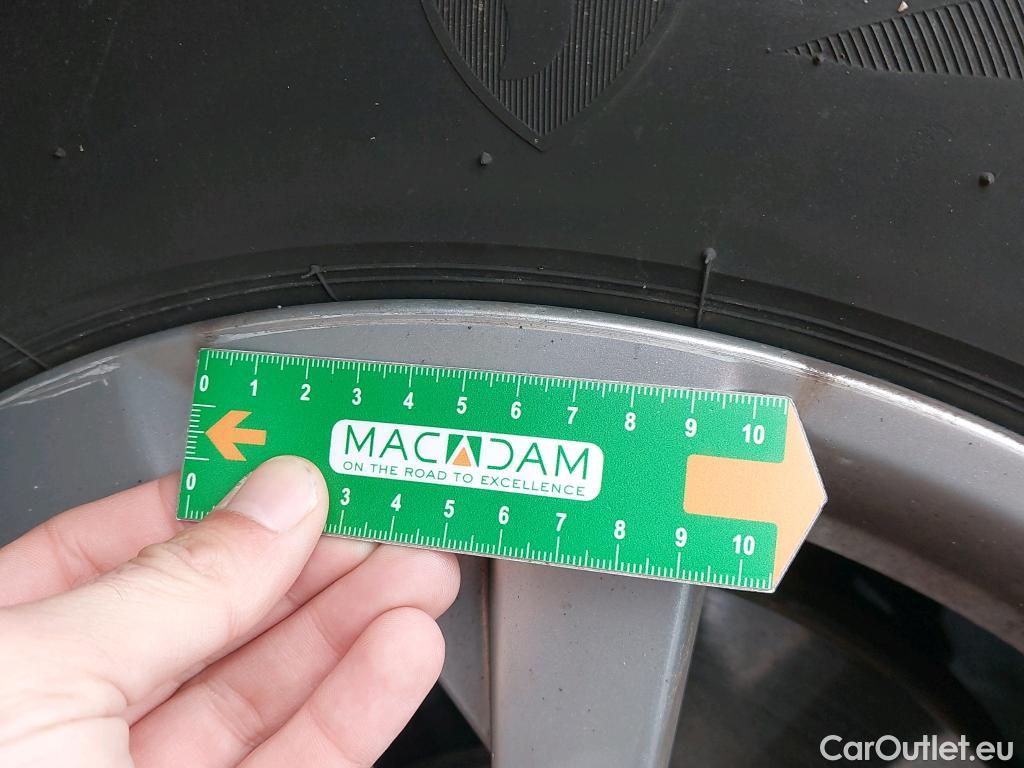 0 1 2 3 4 5 6 7 8 9 10
MACADAM
ON THE ROAD TO EXCELLENCE
0 3 4 5 6 7 8 9 10
CarOutlet.eu